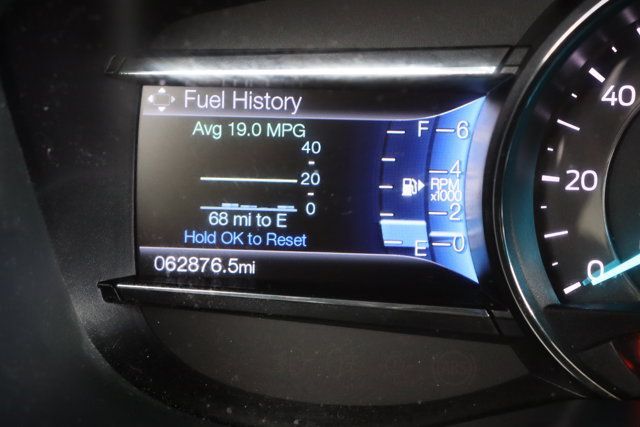 Fuel History
Avg 19.0 MPG
40
20
0
68 mi to E
Hold OK to Reset
062876.5mi
F 6
4
RPM
x1000
2
E 0
40
20
0